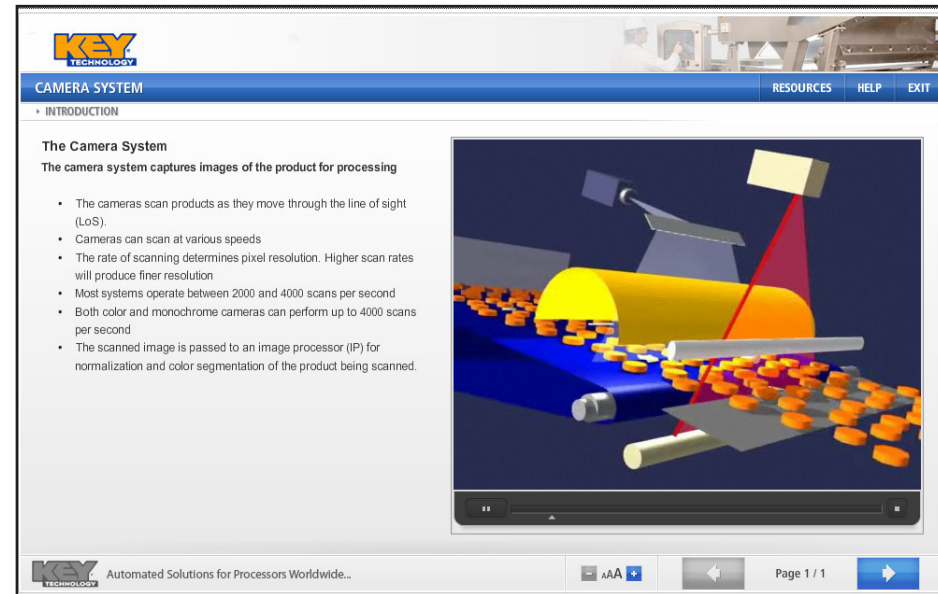 KEY
TECHNOLOGY
CAMERA SYSTEM
RESOURCES
HELP
EXIT
INTRODUCTION
The Camera System
The camera system captures images of the product for processing
• The cameras scan products as they move through the line of sight
(LoS).
• Cameras can scan at various speeds
• The rate of scanning determines pixel resolution. Higher scan rates
will produce finer resolution
• Most systems operate between 2000 and 4000 scans per second
• Both color and monochrome cameras can perform up to 4000 scans
per second
• The scanned image is passed to an image processor (IP) for
normalization and color segmentation of the product being scanned.
KEY
TECHNOLOGY
Automated Solutions for Processors Worldwide...
AAA
Page 1 / 1